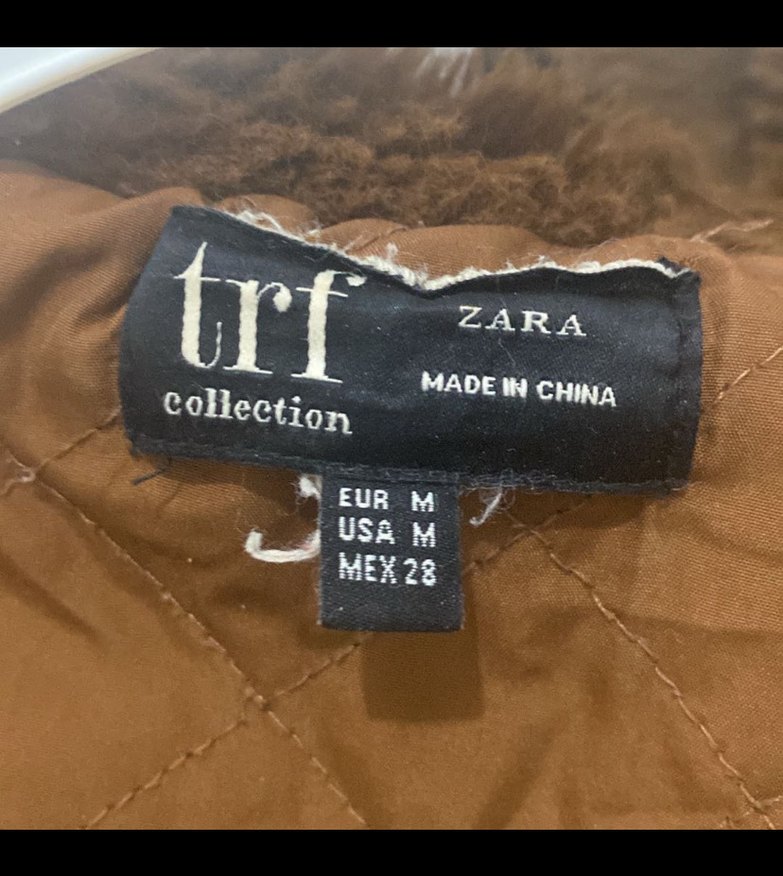 trf
collection
ZARA
MADE IN CHINA
EUR M
USA M
MEX 28